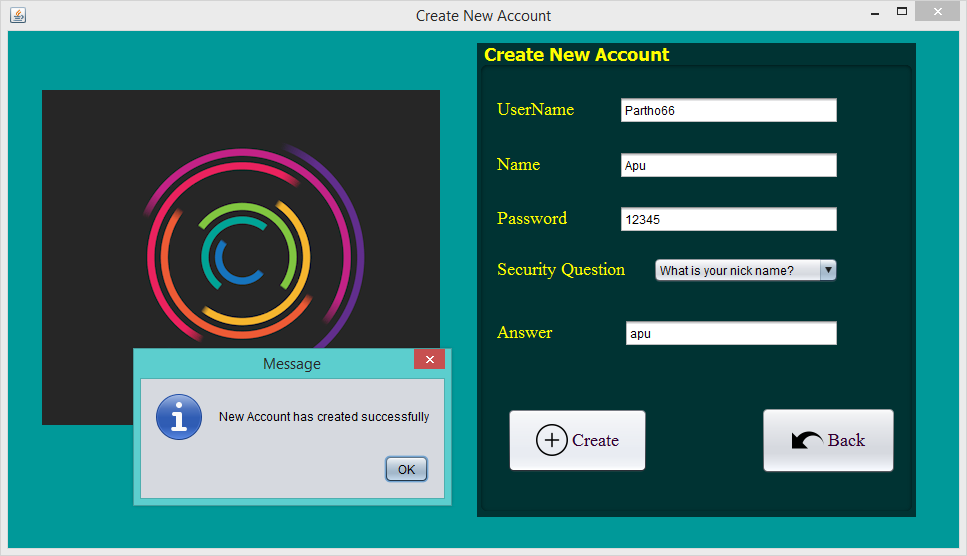 Create New Account
Create New Account
UserName Partho66
Name Apu
Password 12345
Security Question What is your nick name?
Answer apu
Message
New Account has created successfully
OK
Create Back